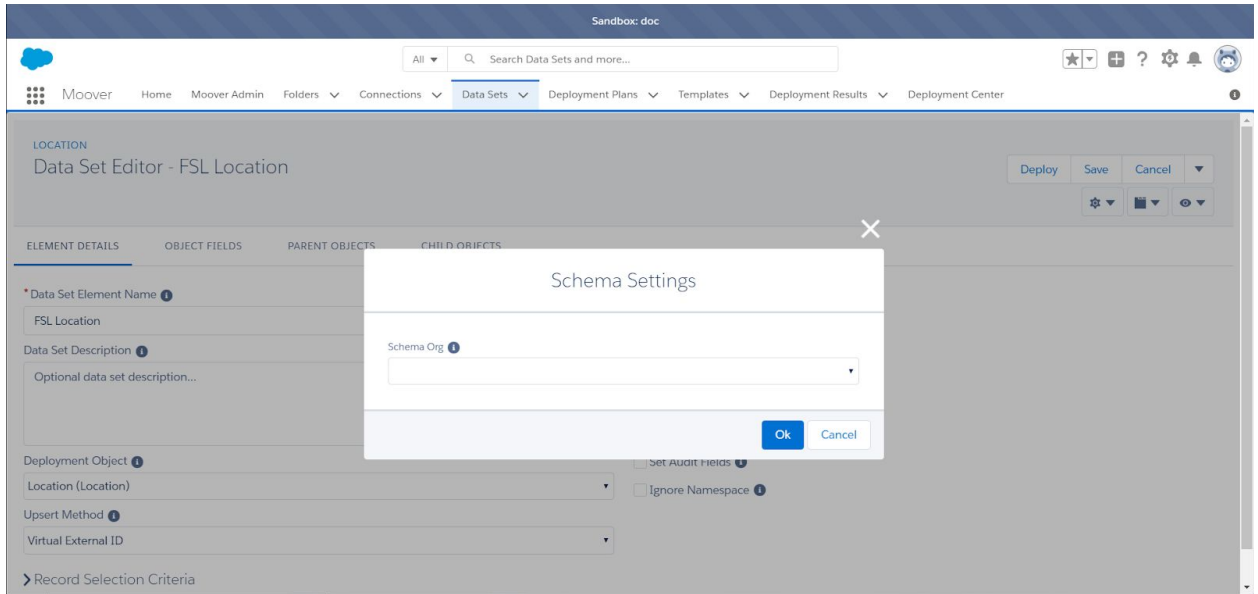 Sandbox: doc
All Search Data Sets and more...
Moover Home Moover Admin Folders Connections Data Sets Deployment Plans Templates Deployment Results Deployment Center
LOCATION
Data Set Editor - FSL Location
Deploy Save Cancel
ELEMENT DETAILS OBJECT FIELDS PARENT OBJECTS CHILD OBJECTS
Schema Settings
*Data Set Element Name
FSL Location
Schema Org
Data Set Description
Optional data set description...
Ok Cancel
Deployment Object
Set Audit Fields
Location (Location)
Ignore Namespace
Upsert Method
Virtual External ID
Record Selection Criteria